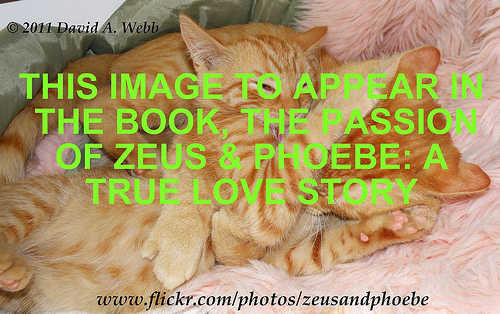 © 2011 David A. Webb
THIS IMAGE TO APPEAR IN
THE BOOK, THE PASSION
OF ZEUS & PHOEBE: A
TRUE LOVE STORY
www.flickr.com/photos/zeusandphoebe